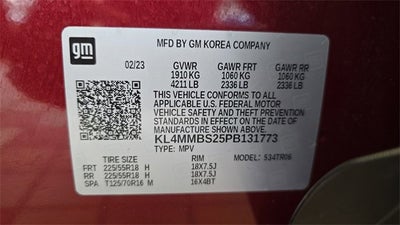 gm
MFD BY GM KOREA COMPANY
02/23 GVWR GAWR FRT GAWR RR
1910 KG 1060 KG 1060 KG
4211 LB 2336 LB 2336 LB
THIS VEHICLE CONFORMS TO ALL
APPLICABLE U.S. FEDERAL MOTOR
VEHICLE SAFETY AND THEFT
PREVENTION STANDARDS IN EFFECT ON
THE DATE OF MANUFACTURE SHOWN ABOVE.
KL4MMBS25PB131773
TYPE: MPV MODEL: 534TR06
TIRE SIZE RIM
FRT 225/55R18 H 18X7.5J
RR 225/55R18 H 18X7.5J
SPA T125/70R16 M 16X4BT